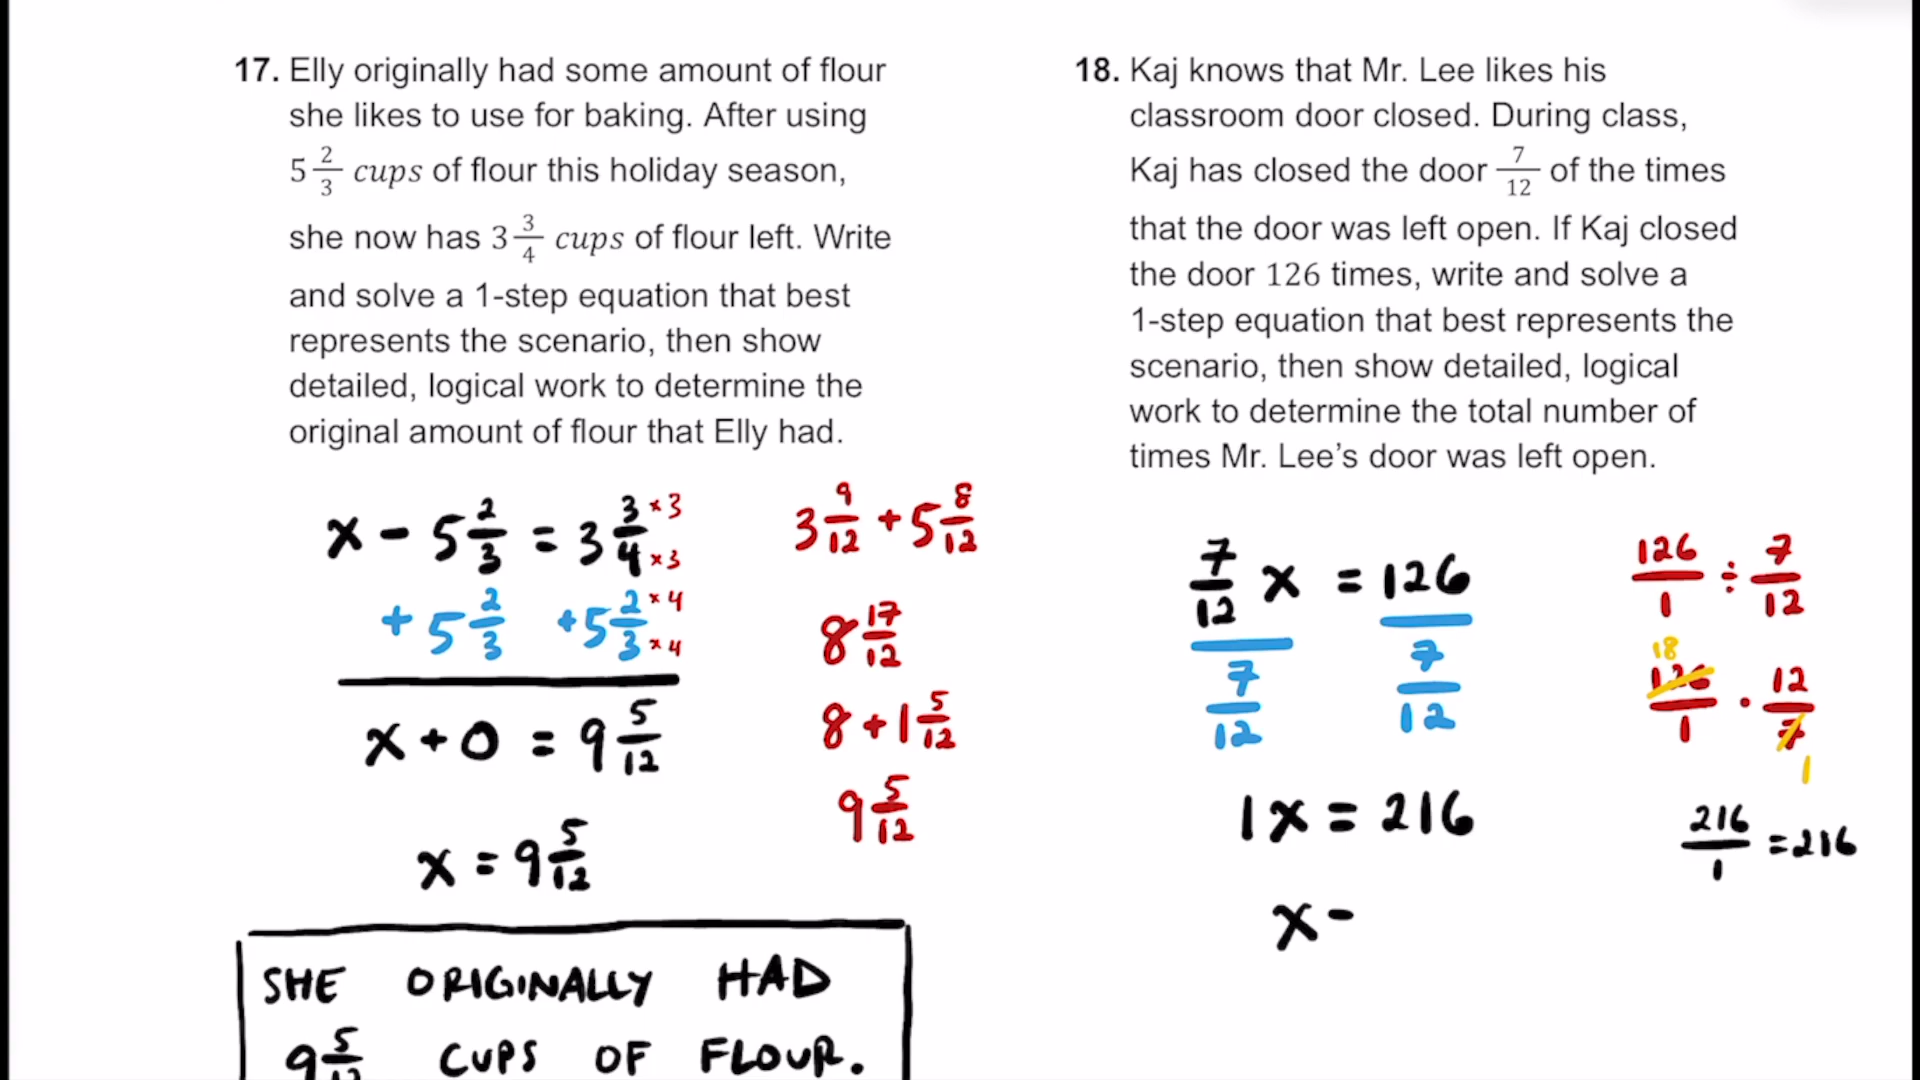 17. Elly originally had some amount of flour
she likes to use for baking. After using
5 2/3 cups of flour this holiday season,
she now has 3 3/4 cups of flour left. Write
and solve a 1-step equation that best
represents the scenario, then show
detailed, logical work to determine the
original amount of flour that Elly had.
x - 5 2/3 = 3 3/4 ×3 ×3
+ 5 2/3 +5 2/3 ×4 ×4
x + 0 = 9 5/12
x = 9 5/12
3 9/12 + 5 8/12
8 17/12
8 + 1 5/12
9 5/12
SHE ORIGINALLY HAD
9 5/12 CUPS OF FLOUR.
18. Kaj knows that Mr. Lee likes his
classroom door closed. During class,
Kaj has closed the door 7/12 of the times
that the door was left open. If Kaj closed
the door 126 times, write and solve a
1-step equation that best represents the
scenario, then show detailed, logical
work to determine the total number of
times Mr. Lee’s door was left open.
7/12 x = 126
7/12 7/12
1x = 216
x -
126/1 ÷ 7/12
18
126/1 · 12/7
1
216/1 = 216